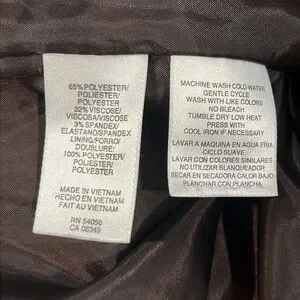 65% POLYESTER/
POLIESTER/
POLYESTER
32% VISCOSE/
VISCOSA/VISCOSE
3% SPANDEX/
ELASTANO/SPANDEX
LINING/FORRO/
DOUBLURE:
100% POLYESTER/
POLIESTER/
POLYESTER
MADE IN VIETNAM
HECHO EN VIETNAM
FAIT AU VIETNAM
RN 54050
CA 08349
MACHINE WASH COLD WATER
GENTLE CYCLE
WASH WITH LIKE COLORS
NO BLEACH
TUMBLE DRY LOW HEAT
PRESS WITH
COOL IRON IF NECESSARY
LAVAR A MAQUINA EN AGUA FRIA
CICLO SUAVE
LAVAR CON COLORES SIMILARES
NO UTILIZAR BLANQUEADOR
SECAR EN SECADORA CALOR BAJO
PLANCHAR CON PLANCHA